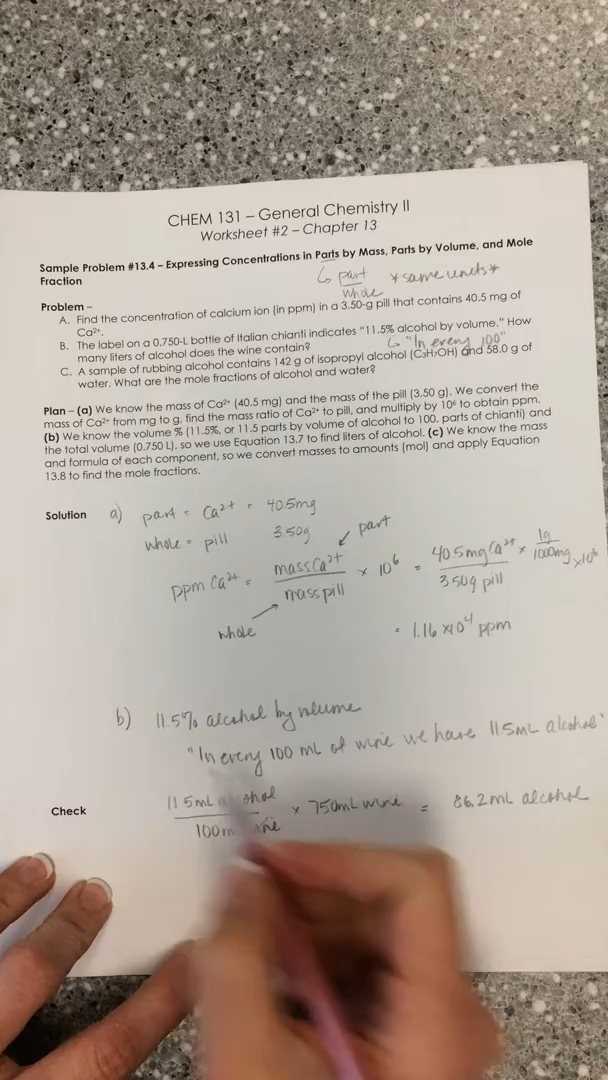 CHEM 131 – General Chemistry II
Worksheet #2 – Chapter 13
Sample Problem #13.4 – Expressing Concentrations in Parts by Mass, Parts by Volume, and Mole
Fraction
↳ part *same units*
whole
Problem –
A. Find the concentration of calcium ion (in ppm) in a 3.50-g pill that contains 40.5 mg of
Ca²⁺.
B. The label on a 0.750-L bottle of Italian chianti indicates "11.5% alcohol by volume." How
many liters of alcohol does the wine contain?
↳ "In every 100"
C. A sample of rubbing alcohol contains 142 g of isopropyl alcohol (C₃H₇OH) and 58.0 g of
water. What are the mole fractions of alcohol and water?
Plan – (a) We know the mass of Ca²⁺ (40.5 mg) and the mass of the pill (3.50 g). We convert the
mass of Ca²⁺ from mg to g, find the mass ratio of Ca²⁺ to pill, and multiply by 10⁶ to obtain ppm.
(b) We know the volume % (11.5%, or 11.5 parts by volume of alcohol to 100. parts of chianti) and
the total volume (0.750 L), so we use Equation 13.7 to find liters of alcohol. (c) We know the mass
and formula of each component, so we convert masses to amounts (mol) and apply Equation
13.8 to find the mole fractions.
Solution a) part = Ca²⁺ = 40.5mg
whole = pill 3.50g
part
ppm Ca²⁺ = mass Ca²⁺ / mass pill × 10⁶ = 40.5mg Ca²⁺ / 3.50g pill × 1g / 1000mg × 10⁶
whole
= 1.16 × 10⁴ ppm
b) 11.5% alcohol by volume
"In every 100 mL of wine we have 11.5mL alcohol"
Check
11.5mL alcohol / 100mL wine × 750mL wine = 86.2mL alcohol